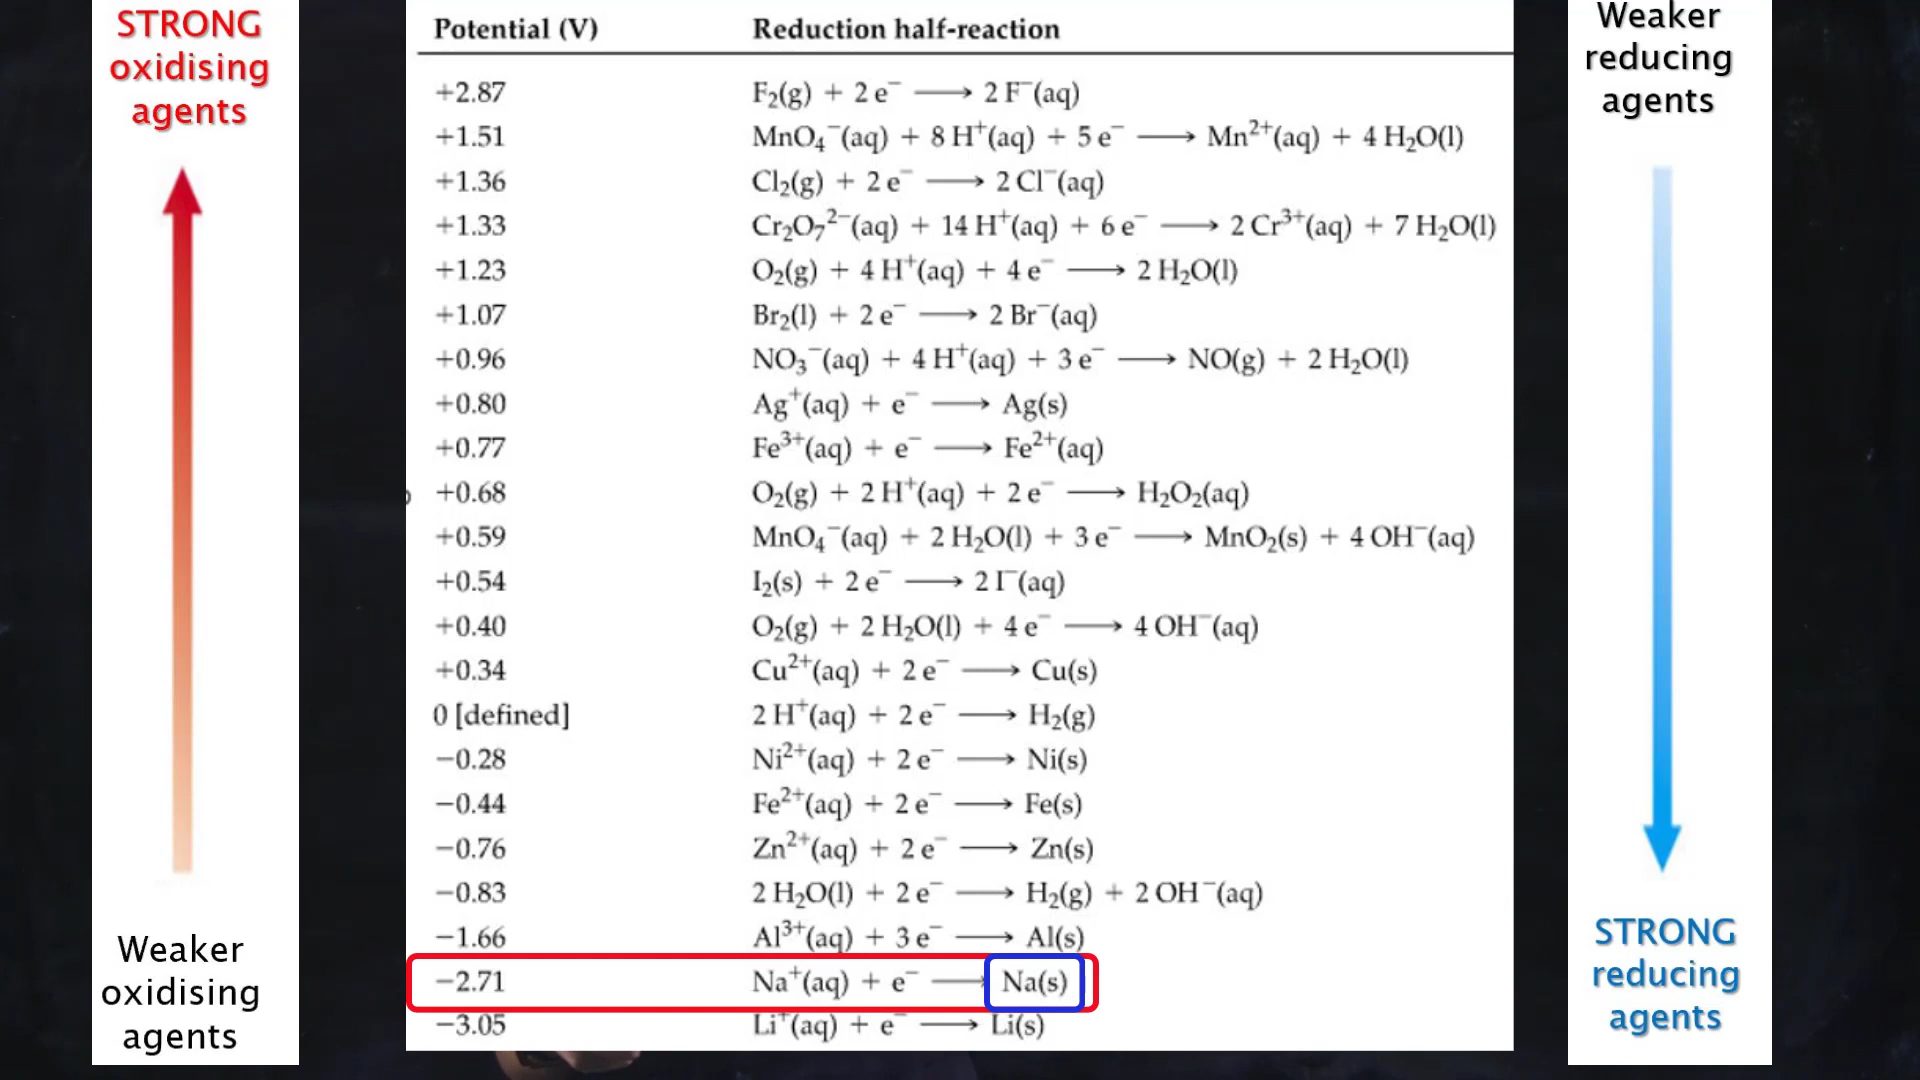 STRONG
oxidising
agents
Weaker
oxidising
agents
Potential (V) Reduction half-reaction
+2.87 F₂(g) + 2 e⁻ ⟶ 2 F⁻(aq)
+1.51 MnO₄⁻(aq) + 8 H⁺(aq) + 5 e⁻ ⟶ Mn²⁺(aq) + 4 H₂O(l)
+1.36 Cl₂(g) + 2 e⁻ ⟶ 2 Cl⁻(aq)
+1.33 Cr₂O₇²⁻(aq) + 14 H⁺(aq) + 6 e⁻ ⟶ 2 Cr³⁺(aq) + 7 H₂O(l)
+1.23 O₂(g) + 4 H⁺(aq) + 4 e⁻ ⟶ 2 H₂O(l)
+1.07 Br₂(l) + 2 e⁻ ⟶ 2 Br⁻(aq)
+0.96 NO₃⁻(aq) + 4 H⁺(aq) + 3 e⁻ ⟶ NO(g) + 2 H₂O(l)
+0.80 Ag⁺(aq) + e⁻ ⟶ Ag(s)
+0.77 Fe³⁺(aq) + e⁻ ⟶ Fe²⁺(aq)
+0.68 O₂(g) + 2 H⁺(aq) + 2 e⁻ ⟶ H₂O₂(aq)
+0.59 MnO₄⁻(aq) + 2 H₂O(l) + 3 e⁻ ⟶ MnO₂(s) + 4 OH⁻(aq)
+0.54 I₂(s) + 2 e⁻ ⟶ 2 I⁻(aq)
+0.40 O₂(g) + 2 H₂O(l) + 4 e⁻ ⟶ 4 OH⁻(aq)
+0.34 Cu²⁺(aq) + 2 e⁻ ⟶ Cu(s)
0 [defined] 2 H⁺(aq) + 2 e⁻ ⟶ H₂(g)
−0.28 Ni²⁺(aq) + 2 e⁻ ⟶ Ni(s)
−0.44 Fe²⁺(aq) + 2 e⁻ ⟶ Fe(s)
−0.76 Zn²⁺(aq) + 2 e⁻ ⟶ Zn(s)
−0.83 2 H₂O(l) + 2 e⁻ ⟶ H₂(g) + 2 OH⁻(aq)
−1.66 Al³⁺(aq) + 3 e⁻ ⟶ Al(s)
−2.71 Na⁺(aq) + e⁻ ⟶ Na(s)
−3.05 Li⁺(aq) + e⁻ ⟶ Li(s)
Weaker
reducing
agents
STRONG
reducing
agents